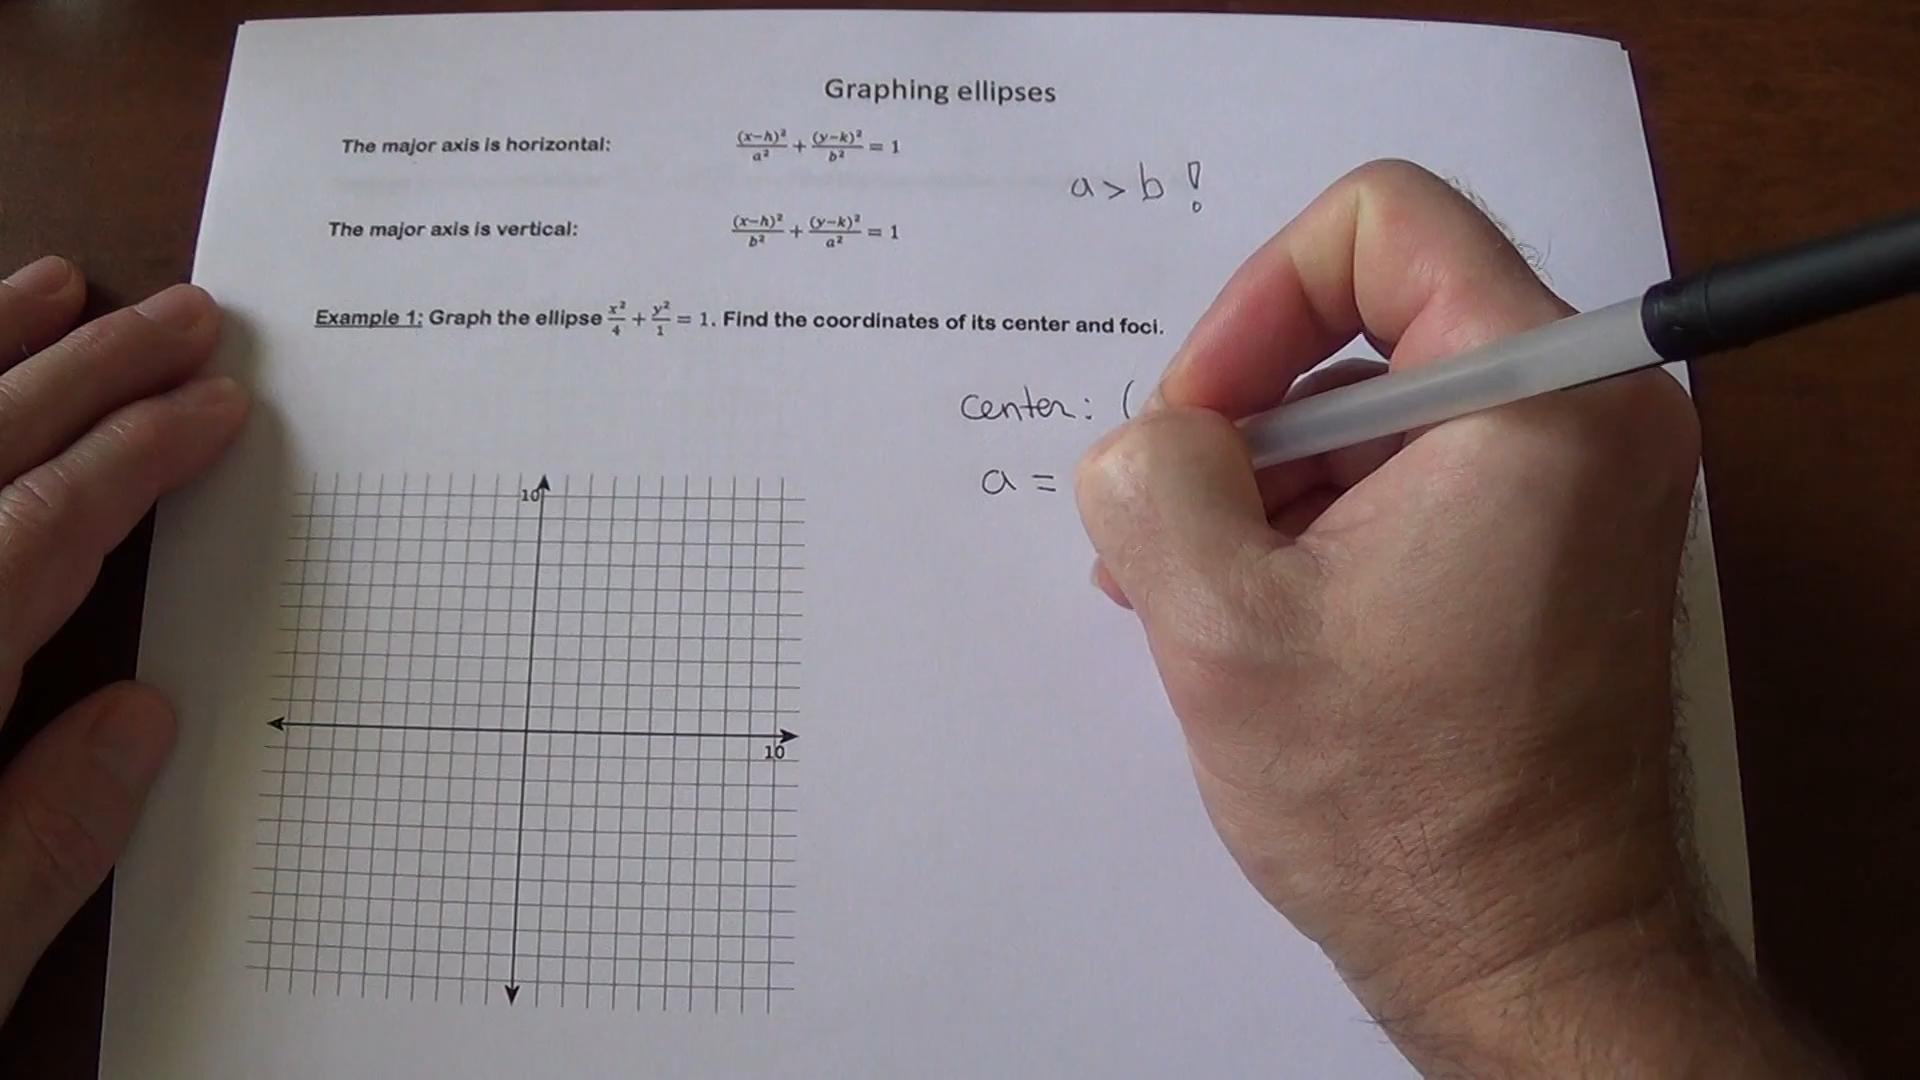 Graphing ellipses
The major axis is horizontal: (x−h)²/a² + (y−k)²/b² = 1
a > b !
The major axis is vertical: (x−h)²/b² + (y−k)²/a² = 1
Example 1: Graph the ellipse x²/4 + y²/1 = 1. Find the coordinates of its center and foci.
center: (
a =
10
10